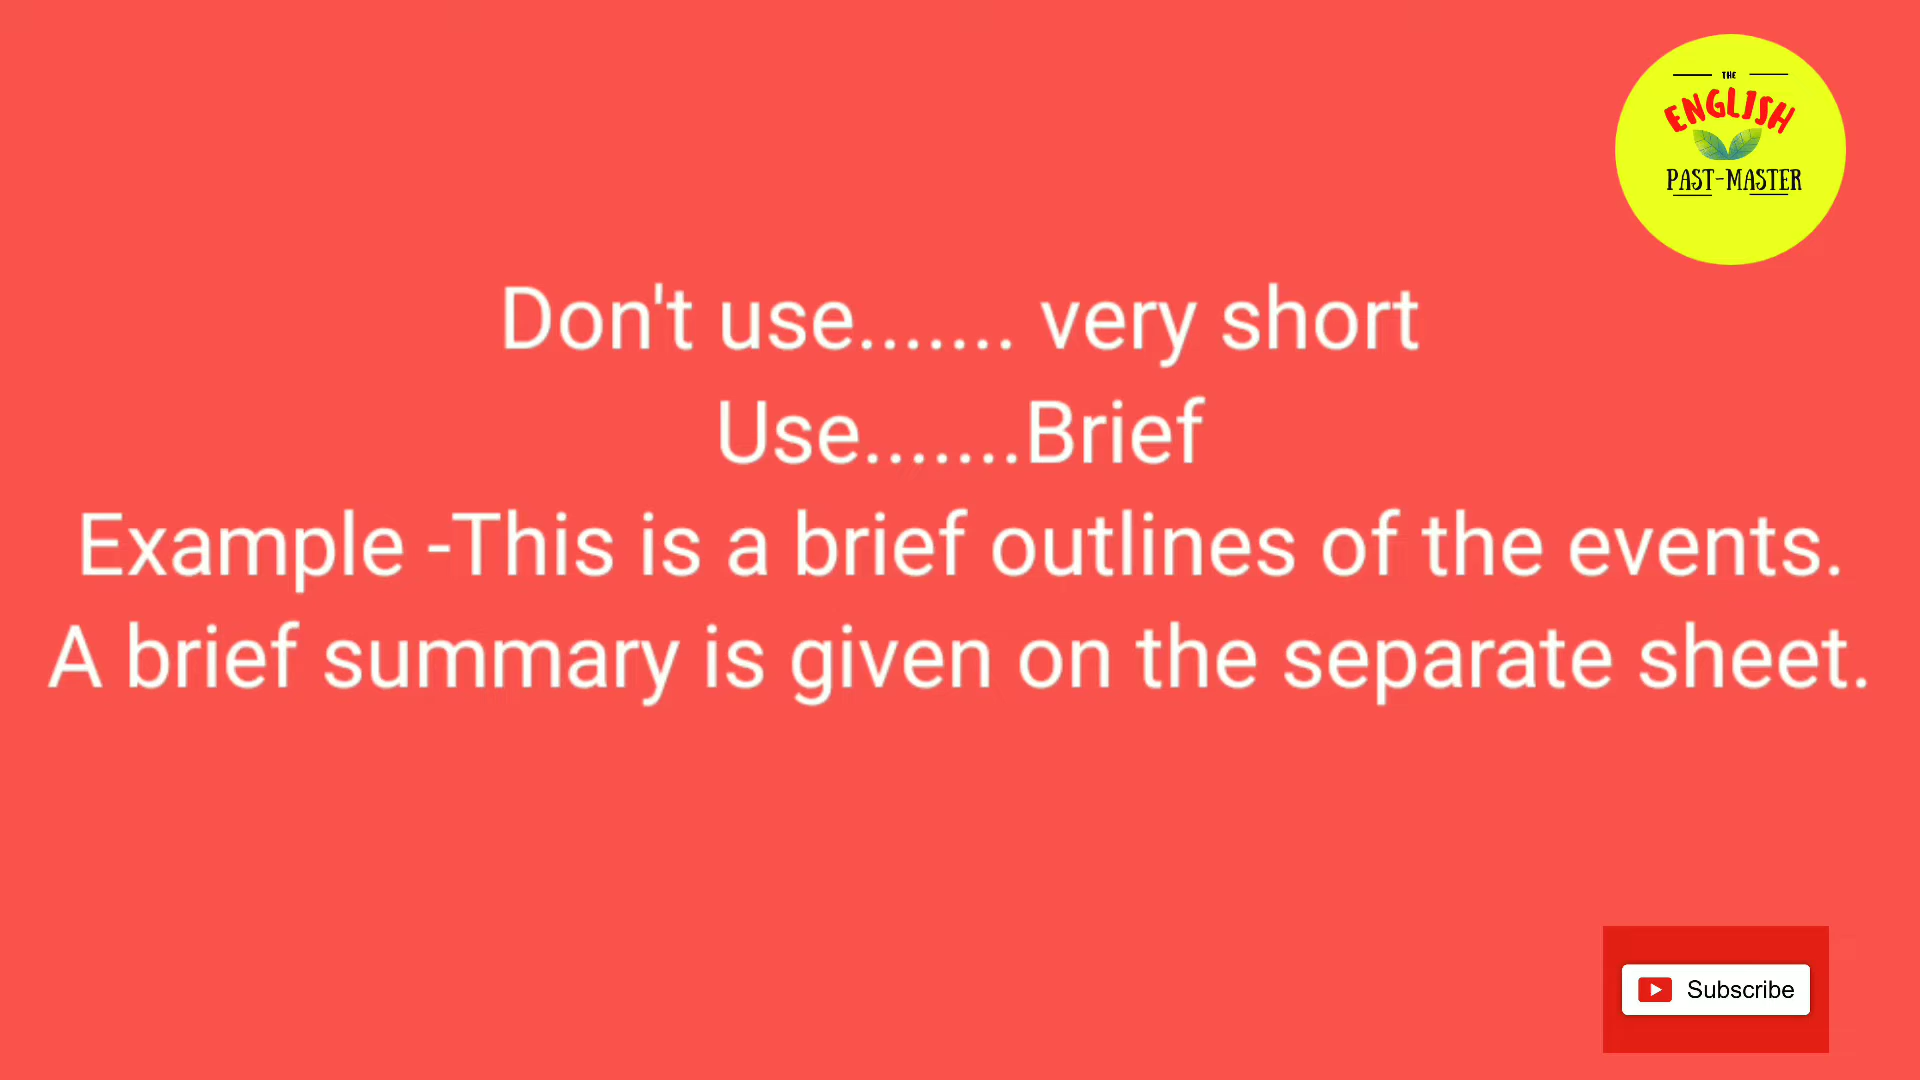 THE
ENGLISH
PAST-MASTER
Don't use....... very short
Use.......Brief
Example -This is a brief outlines of the events.
A brief summary is given on the separate sheet.
Subscribe